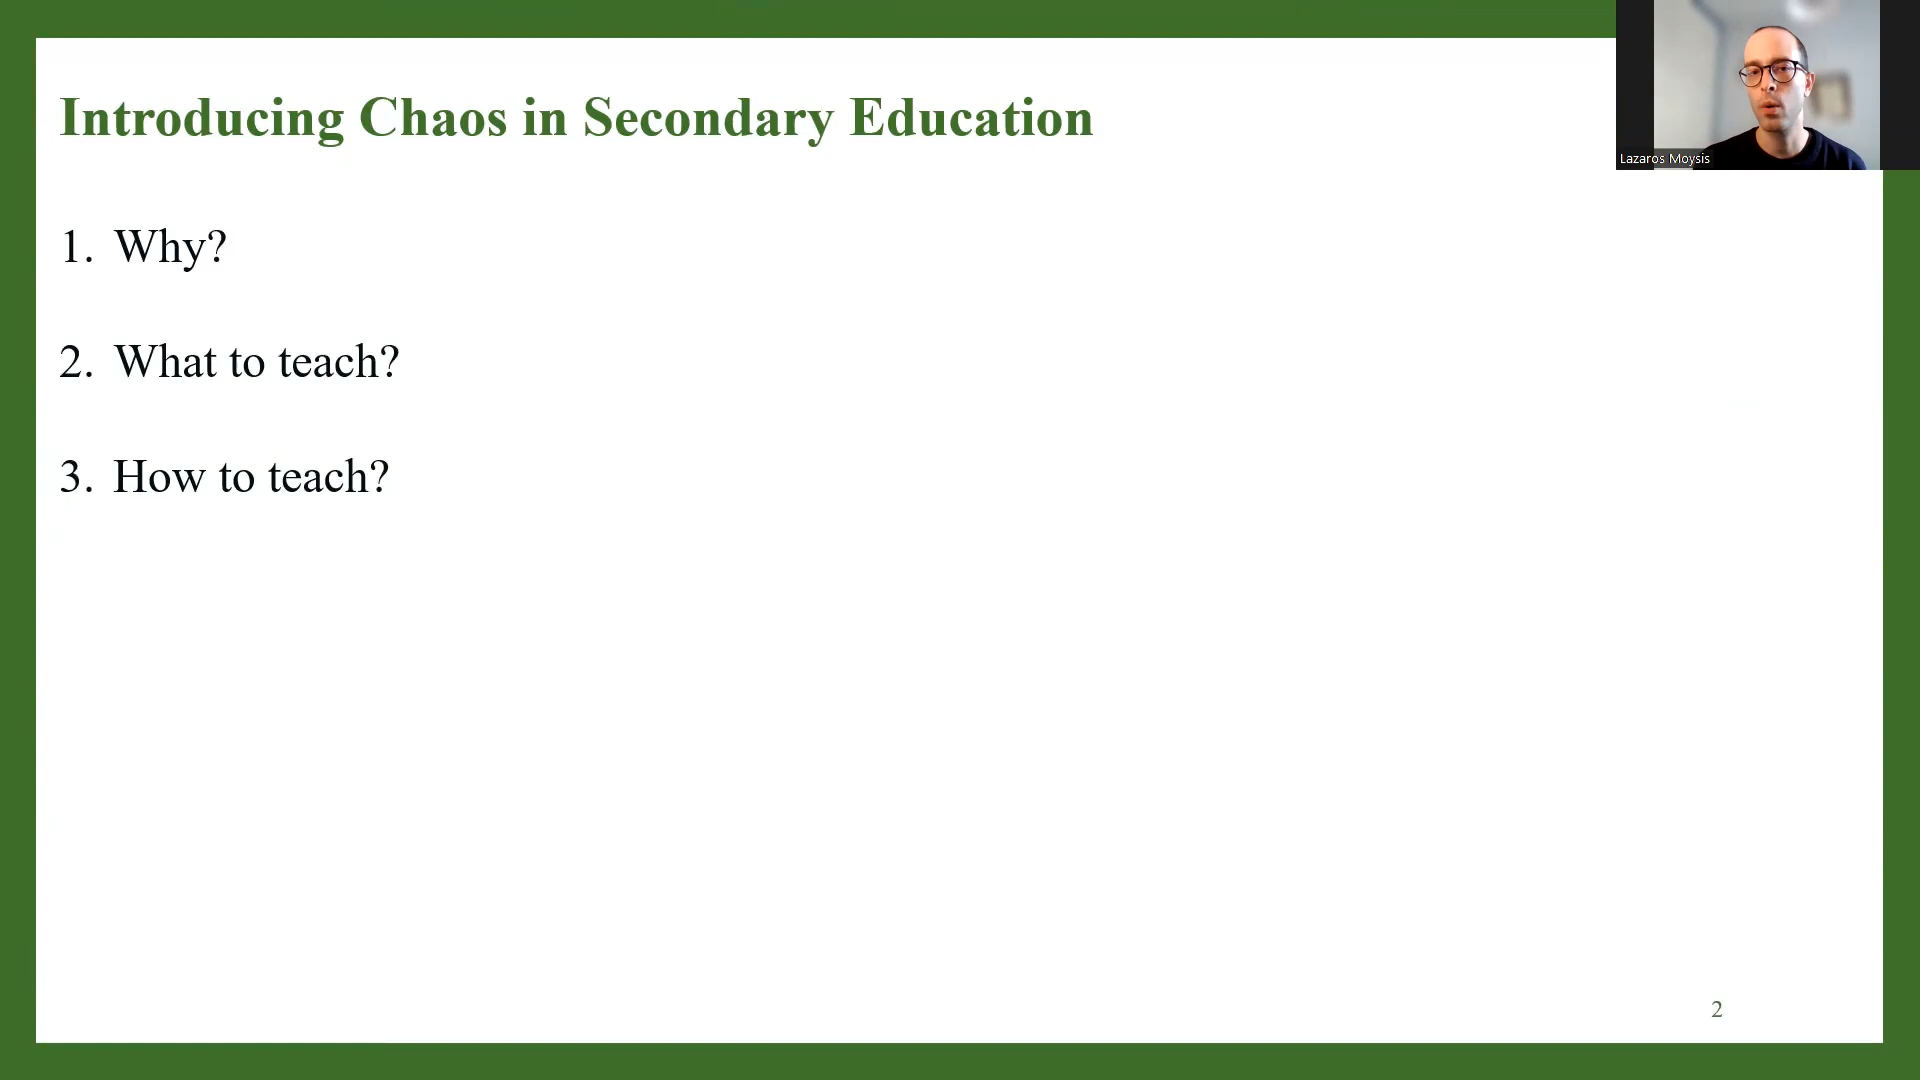 Introducing Chaos in Secondary Education
Lazaros Moysis
1. Why?
2. What to teach?
3. How to teach?
2